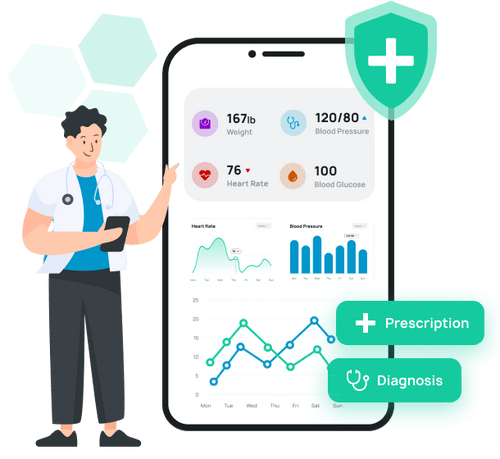 167lb
Weight
120/80
Blood Pressure
76
Heart Rate
100
Blood Glucose
Heart Rate
Blood Pressure
25
20
15
10
5
0
Mon Tue Wed Thu Fri Sat Sun
Prescription
Diagnosis